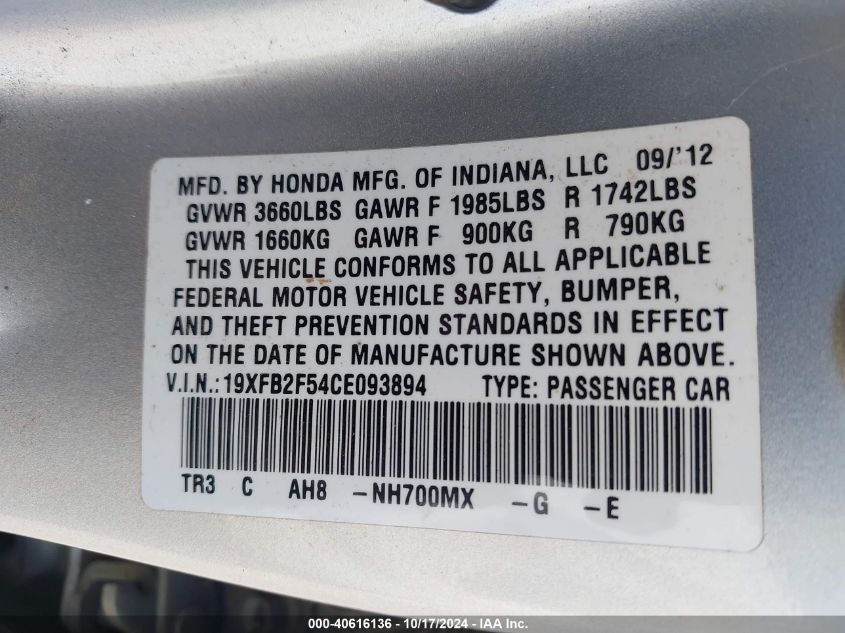 MFD. BY HONDA MFG. OF INDIANA, LLC 09/'12
GVWR 3660LBS GAWR F 1985LBS R 1742LBS
GVWR 1660KG GAWR F 900KG R 790KG
THIS VEHICLE CONFORMS TO ALL APPLICABLE
FEDERAL MOTOR VEHICLE SAFETY, BUMPER,
AND THEFT PREVENTION STANDARDS IN EFFECT
ON THE DATE OF MANUFACTURE SHOWN ABOVE.
V.I.N.:19XFB2F54CE093894 TYPE: PASSENGER CAR
TR3 C AH8 -NH700MX -G -E
000-40616136 - 10/17/2024 - IAA Inc.